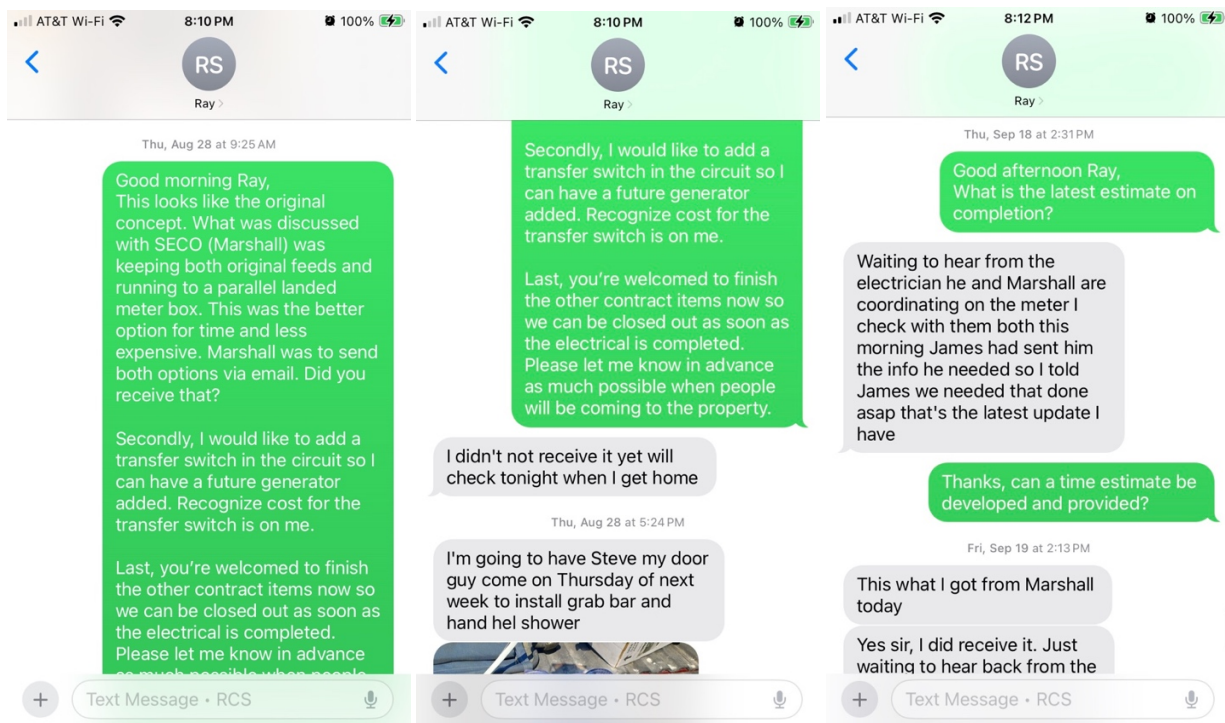 AT&T Wi-Fi 8:10 PM 100%
RS
Ray
Thu, Aug 28 at 9:25 AM
Good morning Ray,
This looks like the original
concept. What was discussed
with SECO (Marshall) was
keeping both original feeds and
running to a parallel landed
meter box. This was the better
option for time and less
expensive. Marshall was to send
both options via email. Did you
receive that?
Secondly, I would like to add a
transfer switch in the circuit so I
can have a future generator
added. Recognize cost for the
transfer switch is on me.
Last, you're welcomed to finish
the other contract items now so
we can be closed out as soon as
the electrical is completed.
Please let me know in advance
as much possible when people
Text Message • RCS
AT&T Wi-Fi 8:10 PM 100%
RS
Ray
Secondly, I would like to add a
transfer switch in the circuit so I
can have a future generator
added. Recognize cost for the
transfer switch is on me.
Last, you're welcomed to finish
the other contract items now so
we can be closed out as soon as
the electrical is completed.
Please let me know in advance
as much possible when people
will be coming to the property.
I didn't not receive it yet will
check tonight when I get home
Thu, Aug 28 at 5:24 PM
I'm going to have Steve my door
guy come on Thursday of next
week to install grab bar and
hand hel shower
Text Message • RCS
AT&T Wi-Fi 8:12 PM 100%
RS
Ray
Thu, Sep 18 at 2:31 PM
Good afternoon Ray,
What is the latest estimate on
completion?
Waiting to hear from the
electrician he and Marshall are
coordinating on the meter I
check with them both this
morning James had sent him
the info he needed so I told
James we needed that done
asap that's the latest update I
have
Thanks, can a time estimate be
developed and provided?
Fri, Sep 19 at 2:13 PM
This what I got from Marshall
today
Yes sir, I did receive it. Just
waiting to hear back from the
Text Message • RCS